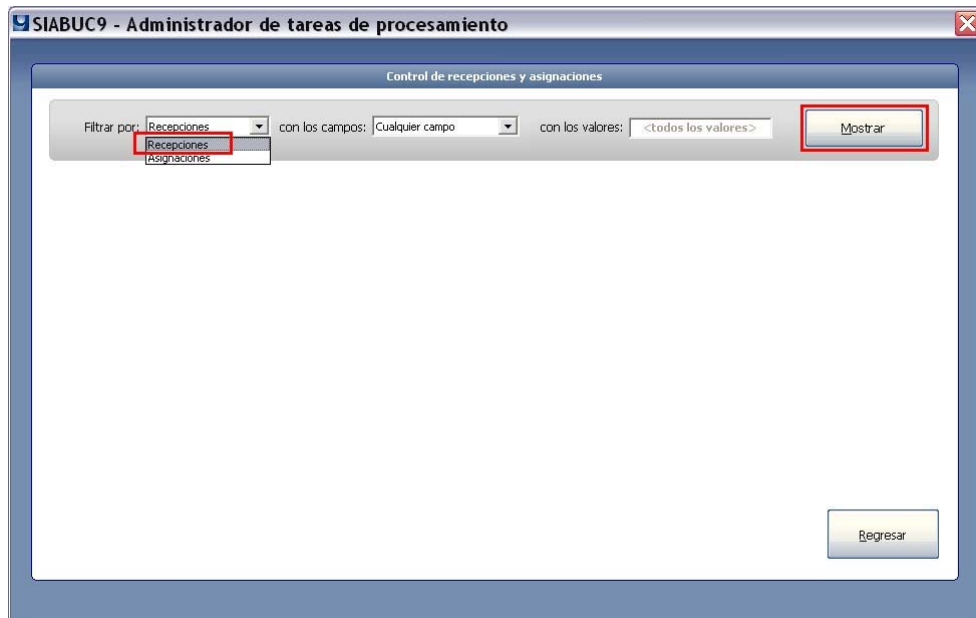 SIABUC9 - Administrador de tareas de procesamiento
Control de recepciones y asignaciones
Filtrar por: Recepciones con los campos: Cualquier campo con los valores: <todos los valores> Mostrar
Recepciones
Asignaciones
Regresar